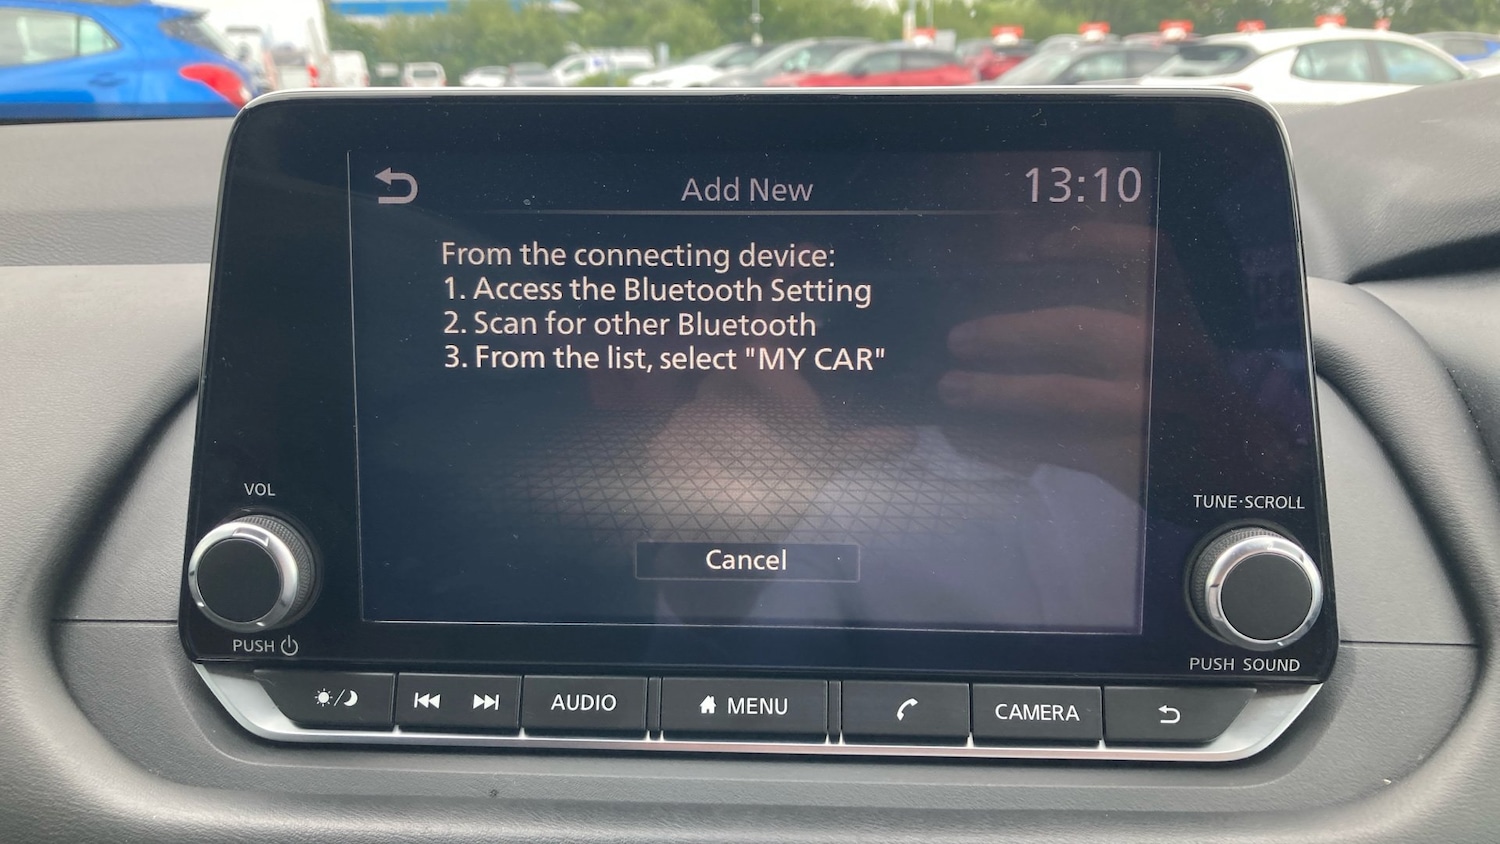 Add New
13:10
From the connecting device:
1. Access the Bluetooth Setting
2. Scan for other Bluetooth
3. From the list, select "MY CAR"
Cancel
VOL
PUSH
TUNE·SCROLL
PUSH SOUND
AUDIO
MENU
CAMERA